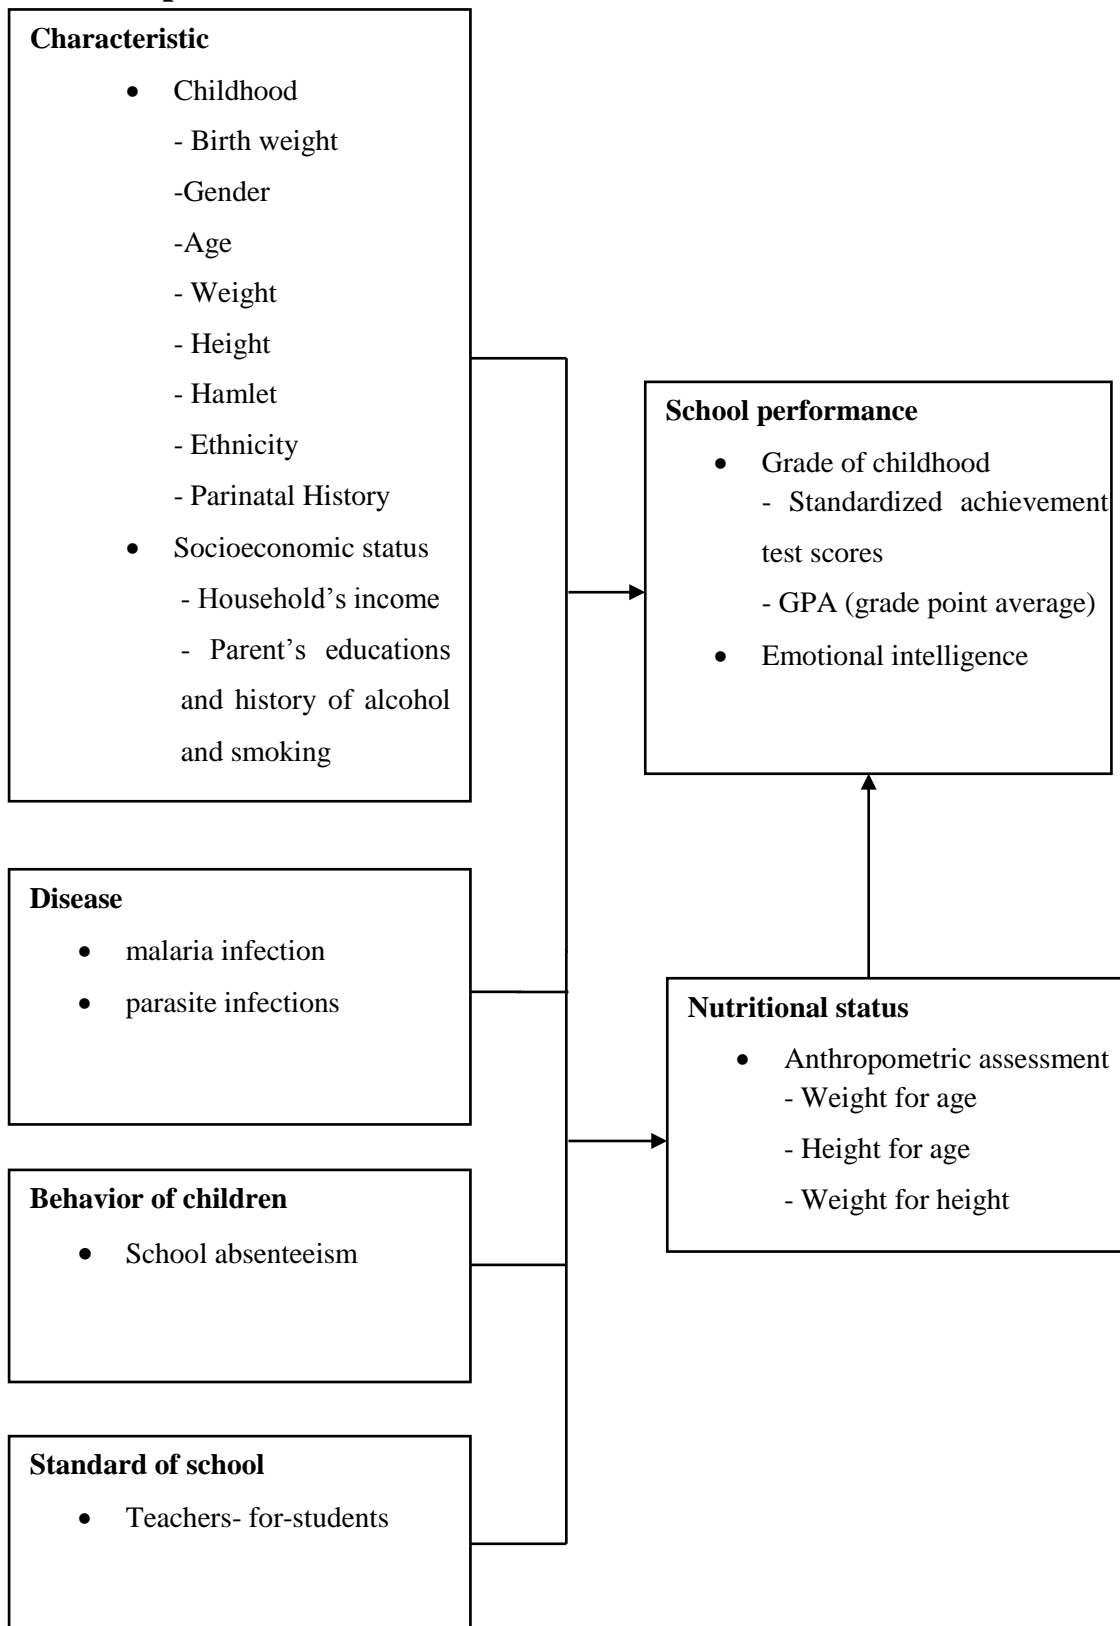 Characteristic
• Childhood
- Birth weight
-Gender
-Age
- Weight
- Height
- Hamlet
- Ethnicity
- Parinatal History
• Socioeconomic status
- Household’s income
- Parent’s educations
and history of alcohol
and smoking
Disease
• malaria infection
• parasite infections
Behavior of children
• School absenteeism
Standard of school
• Teachers- for-students
School performance
• Grade of childhood
- Standardized achievement
test scores
- GPA (grade point average)
• Emotional intelligence
Nutritional status
• Anthropometric assessment
- Weight for age
- Height for age
- Weight for height